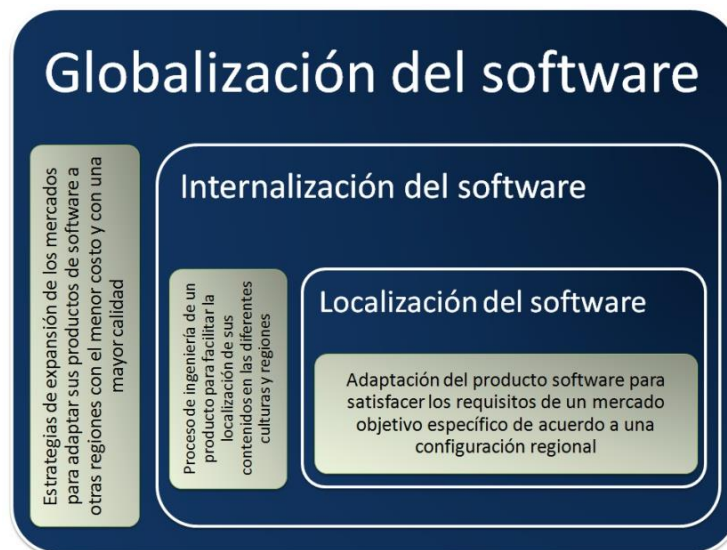 Globalización del software
Estrategias de expansión de los mercados
para adaptar sus productos de software a
otras regiones con el menor costo y con una
mayor calidad
Internalización del software
Proceso de ingeniería de un
producto para facilitar la
localización de sus
contenidos en las diferentes
culturas y regiones
Localización del software
Adaptación del producto software para
satisfacer los requisitos de un mercado
objetivo específico de acuerdo a una
configuración regional